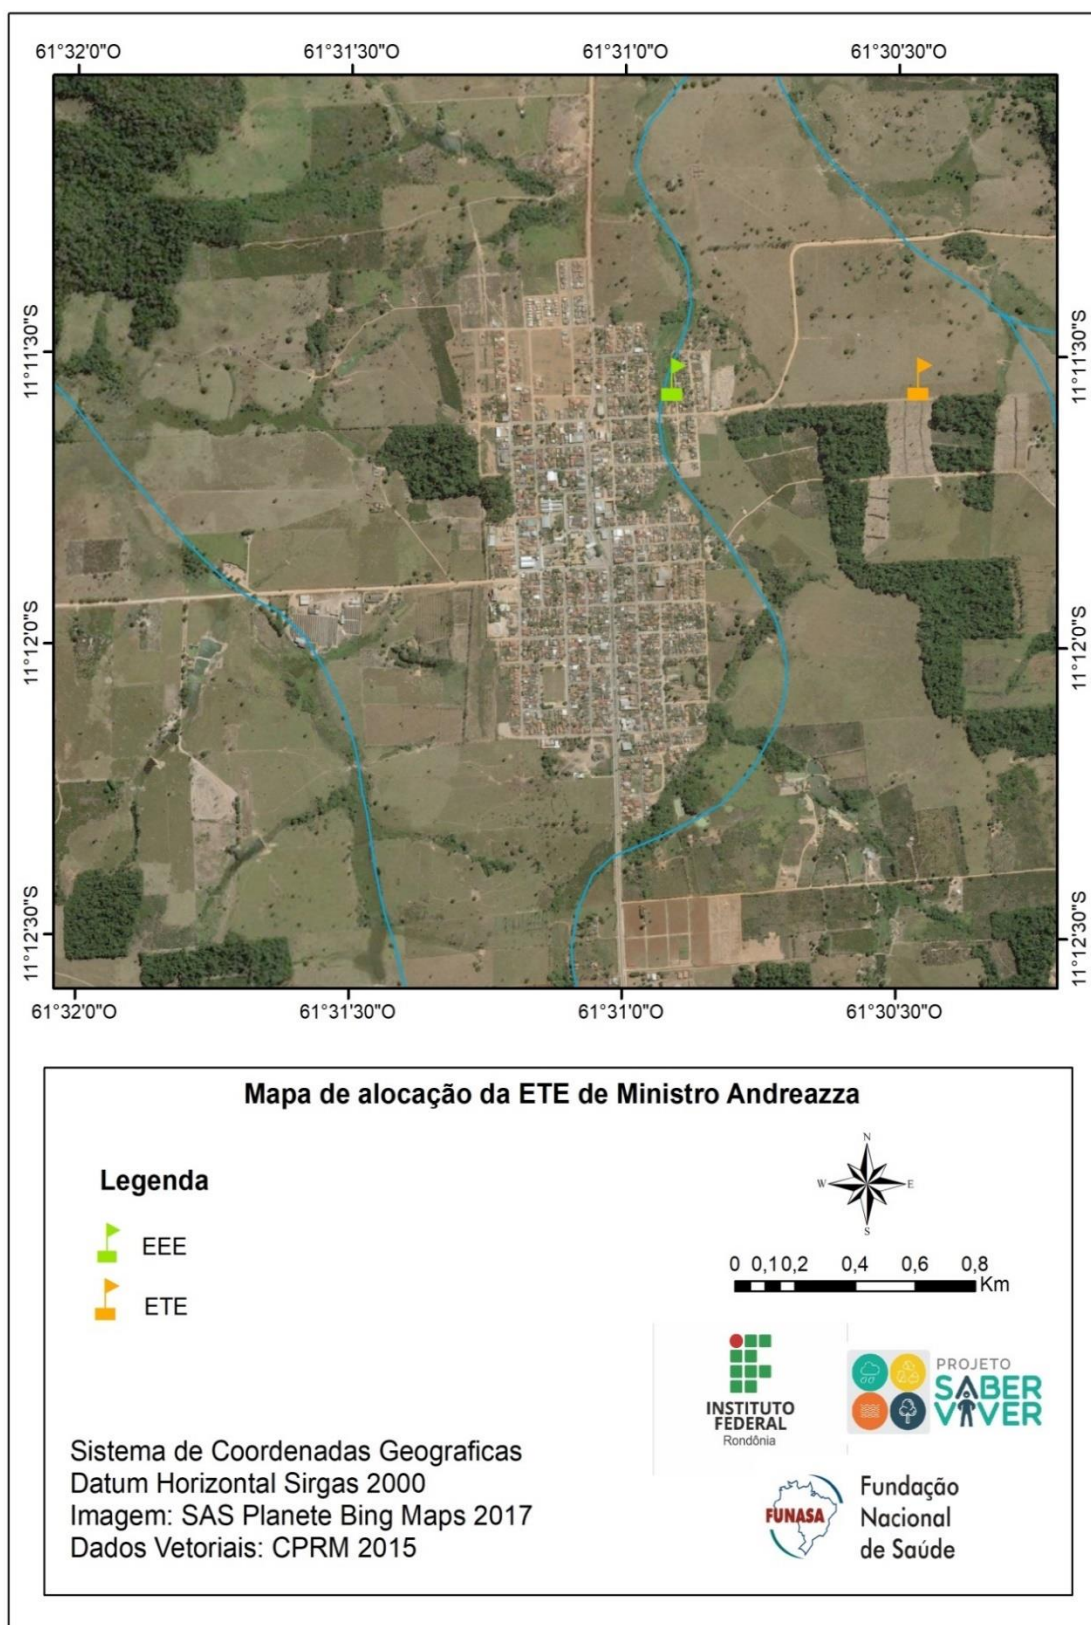 61°32'0"O
61°31'30"O
61°31'0"O
61°30'30"O
11°11'30"S
11°11'30"S
11°12'0"S
11°12'0"S
11°12'30"S
11°12'30"S
61°32'0"O
61°31'30"O
61°31'0"O
61°30'30"O
Mapa de alocação da ETE de Ministro Andreazza
Legenda
EEE
ETE
N
W
E
S
0 0,1 0,2 0,4 0,6 0,8
Km
INSTITUTO
FEDERAL
Rondônia
PROJETO
SABER
VIVER
Sistema de Coordenadas Geograficas
Datum Horizontal Sirgas 2000
Imagem: SAS Planete Bing Maps 2017
Dados Vetoriais: CPRM 2015
FUNASA
Fundação
Nacional
de Saúde